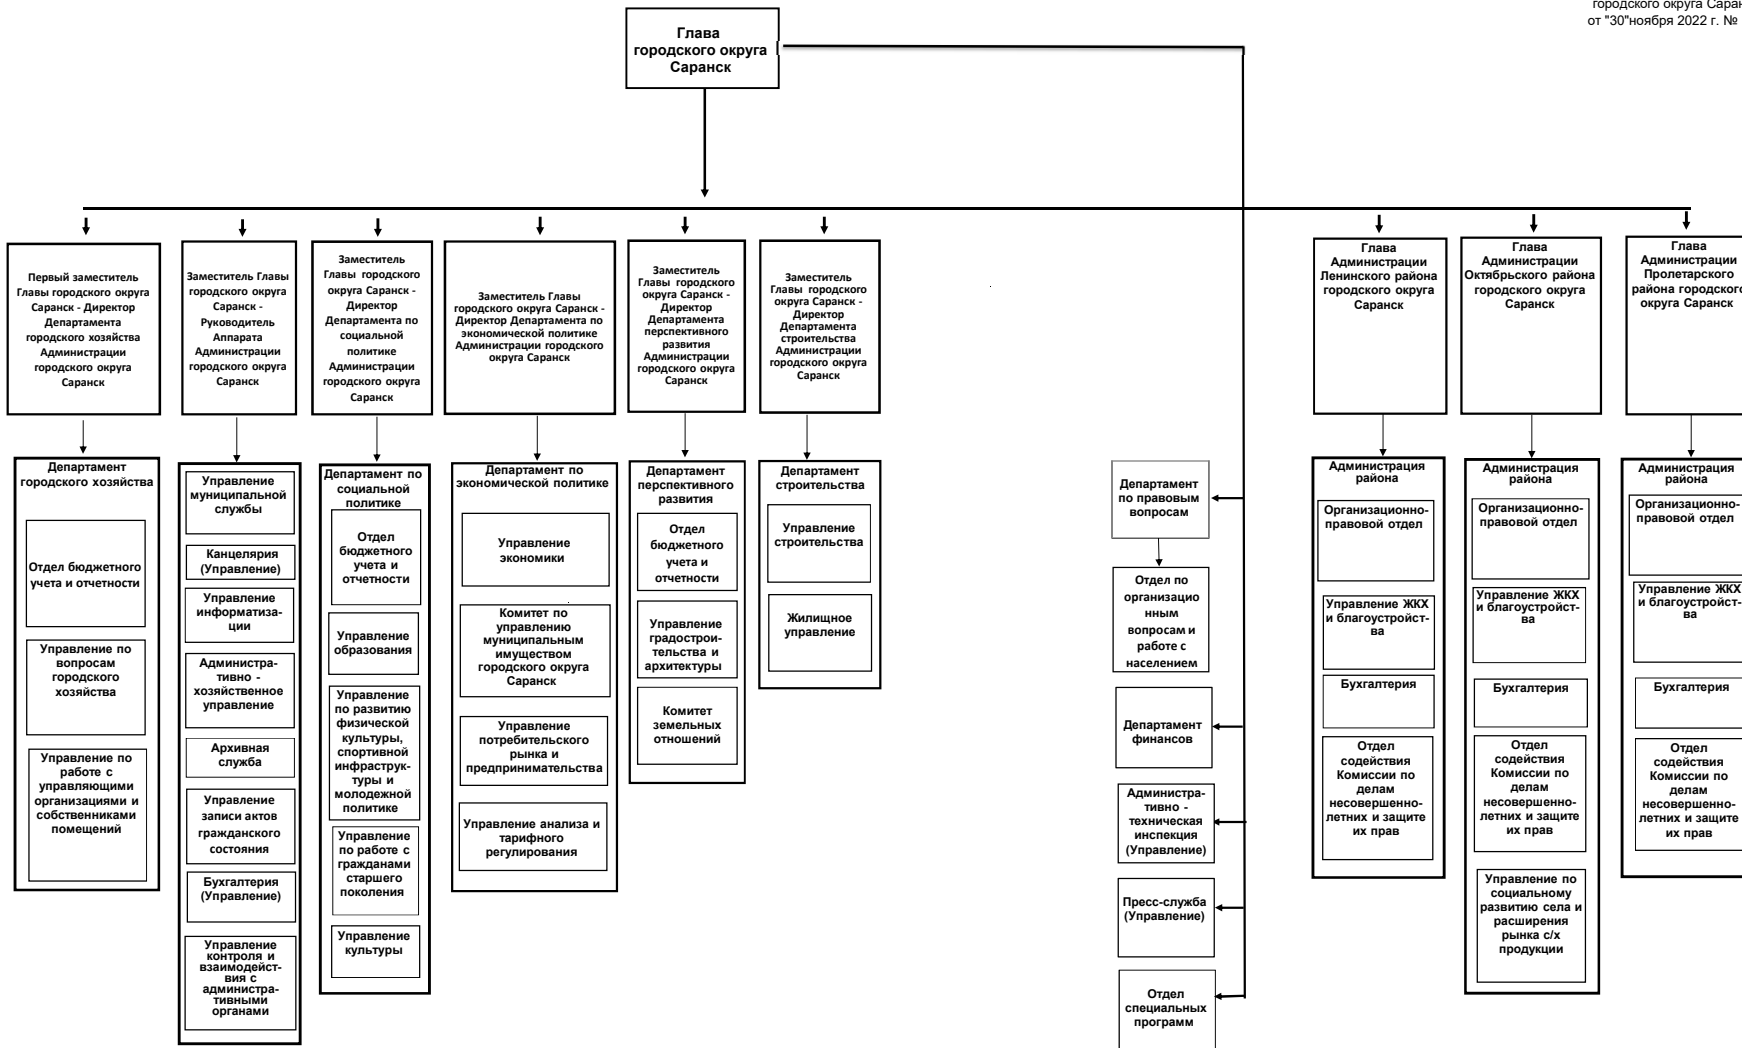 городского округа Саранс
от "30"ноября 2022 г. №
Глава
городского округа
Саранск
Первый заместитель
Главы городского округа
Саранск - Директор
Департамента
городского хозяйства
Администрации
городского округа
Саранск
Заместитель Главы
городского округа
Саранск -
Руководитель
Аппарата
Администрации
городского округа
Саранск
Заместитель
Главы городского
округа Саранск -
Директор
Департамента по
социальной
политике
Администрации
городского округа
Саранск
Заместитель Главы
городского округа Саранск -
Директор Департамента по
экономической политике
Администрации городского
округа Саранск
Заместитель
Главы городского
округа Саранск -
Директор
Департамента
перспективного
развития
Администрации
городского округа
Саранск
Заместитель
Главы городского
округа Саранск -
Директор
Департамента
строительства
Администрации
городского округа
Саранск
Глава
Администрации
Ленинского района
городского округа
Саранск
Глава
Администрации
Октябрьского района
городского округа
Саранск
Глава
Администрации
Пролетарского
района городского
округа Саранск
Департамент
городского хозяйства
Отдел бюджетного
учета и отчетности
Управление по
вопросам
городского
хозяйства
Управление по
работе с
управляющими
организациями и
собственниками
помещений
Управление
муниципальной
службы
Канцелярия
(Управление)
Управление
информатиза-
ции
Администра-
тивно -
хозяйственное
управление
Архивная
служба
Управление
записи актов
гражданского
состояния
Бухгалтерия
(Управление)
Управление
контроля и
взаимодейст-
вия с
администра-
тивными
органами
Департамент по
социальной
политике
Отдел
бюджетного
учета и
отчетности
Управление
образования
Управление
по развитию
физической
культуры,
спортивной
инфраструк-
туры и
молодежной
политике
Управление
по работе с
гражданами
старшего
поколения
Управление
культуры
Департамент по
экономической политике
Управление
экономики
Комитет по
управлению
муниципальным
имуществом
городского округа
Саранск
Управление
потребительского
рынка и
предпринимательства
Управление анализа и
тарифного
регулирования
Департамент
перспективного
развития
Отдел
бюджетного
учета и
отчетности
Управление
градострои-
тельства и
архитектуры
Комитет
земельных
отношений
Департамент
строительства
Управление
строительства
Жилищное
управление
Департамент
по правовым
вопросам
Отдел по
организацио
нным
вопросам и
работе с
населением
Департамент
финансов
Администра-
тивно -
техническая
инспекция
(Управление)
Пресс-служба
(Управление)
Отдел
специальных
программ
Администрация
района
Организационно-
правовой отдел
Управление ЖКХ
и благоустройст-
ва
Бухгалтерия
Отдел
содействия
Комиссии по
делам
несовершенно-
летних и защите
их прав
Администрация
района
Организационно-
правовой отдел
Управление ЖКХ
и благоустройст-
ва
Бухгалтерия
Отдел
содействия
Комиссии по
делам
несовершенно-
летних и защите
их прав
Управление по
социальному
развитию села и
расширения
рынка с/х
продукции
Администрация
района
Организационно-
правовой отдел
Управление ЖКХ
и благоустройст-
ва
Бухгалтерия
Отдел
содействия
Комиссии по
делам
несовершенно-
летних и защите
их прав